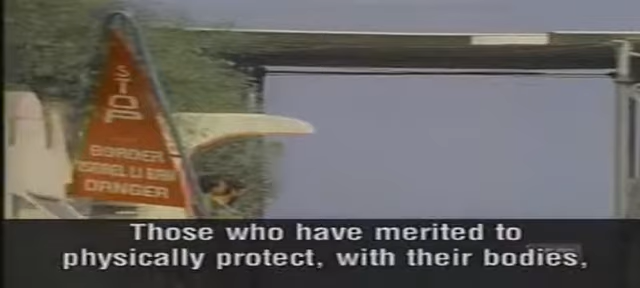 STOP
BORDER
DANGER
Those who have merited to
physically protect, with their bodies,